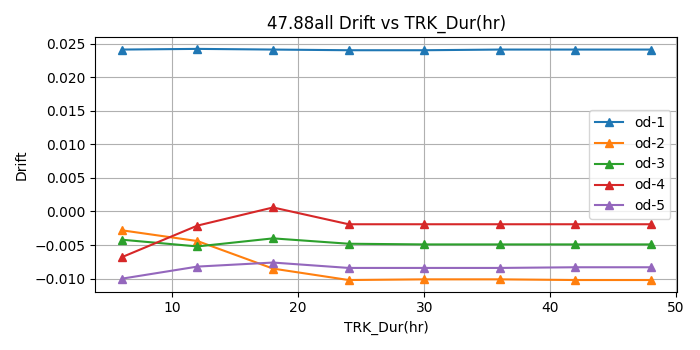 47.88all Drift vs TRK_Dur(hr)
0.025
0.020
0.015
0.010
0.005
0.000
−0.005
−0.010
Drift
od-1
od-2
od-3
od-4
od-5
10
20
30
40
50
TRK_Dur(hr)